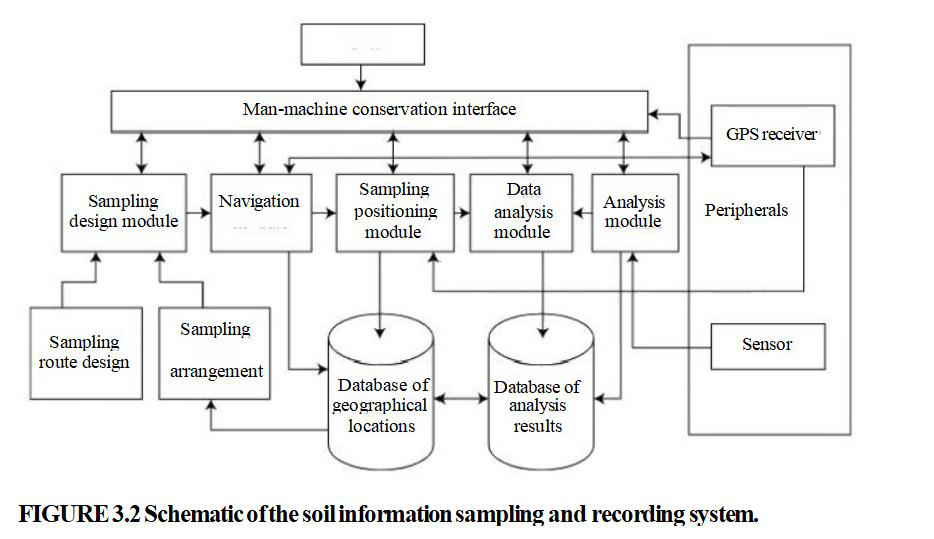 Man-machine conservation interface
GPS receiver
Sampling
design module
Navigation
Sampling
positioning
module
Data
analysis
module
Analysis
module
Peripherals
Sampling
route design
Sampling
arrangement
Sensor
Database of
geographical
locations
Database of
analysis
results
FIGURE 3.2 Schematic of the soil information sampling and recording system.